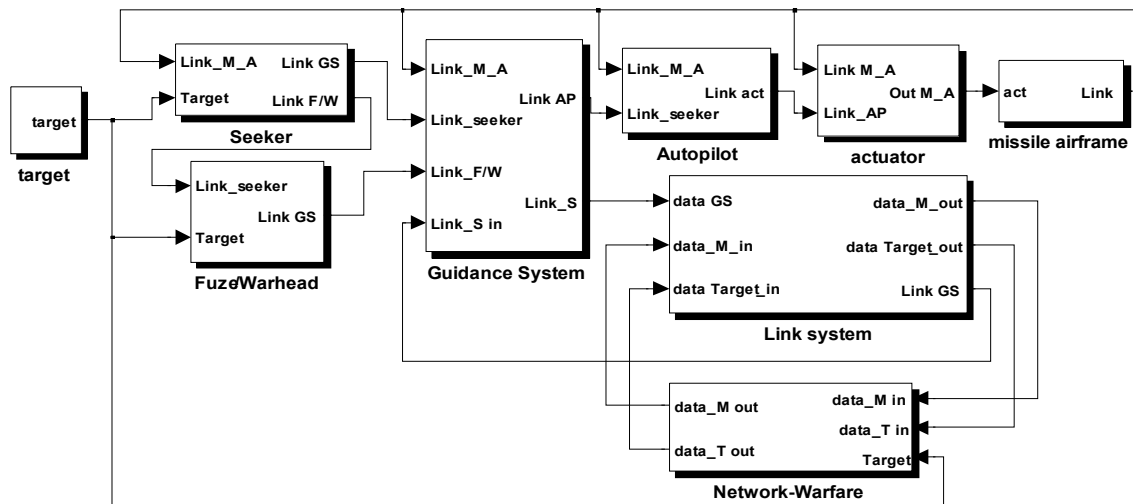 target
target
Link_M_A
Link GS
Target
Link F/W
Seeker
Link_seeker
Link GS
Target
Fuze/Warhead
Link_M_A
Link AP
Link_seeker
Link_F/W
Link_S
Link_S in
Guidance System
Link_M_A
Link act
Link_seeker
Autopilot
Link M_A
Out M_A
Link_AP
actuator
act
Link
missile airframe
data GS
data_M_out
data_M_in
data Target_out
data Target_in
Link GS
Link system
data_M out
data_M in
data_T in
data_T out
Target
Network-Warfare